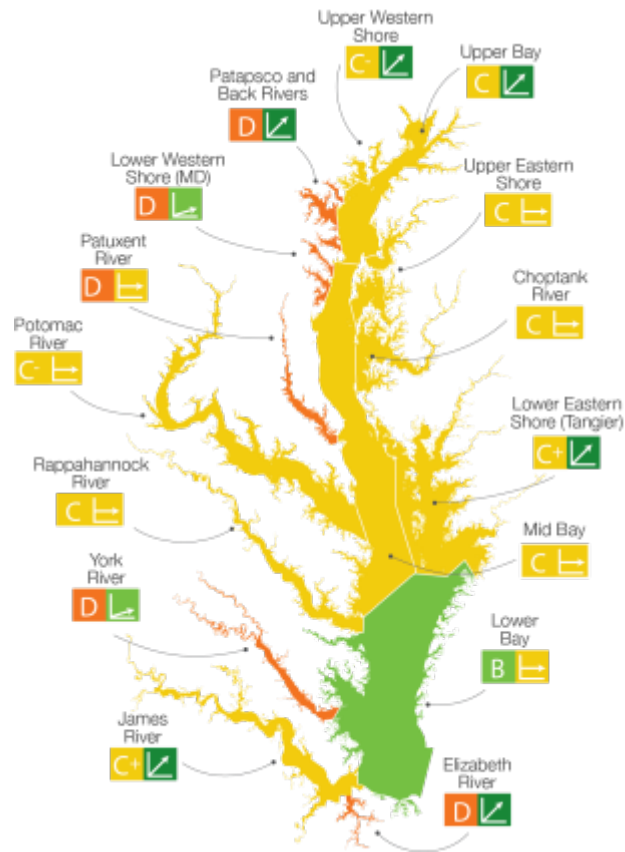 Upper Western
Shore
C-
Upper Bay
C
Patapsco and
Back Rivers
D
Lower Western
Shore (MD)
D
Upper Eastern
Shore
C
Patuxent
River
D
Choptank
River
C
Potomac
River
C-
Lower Eastern
Shore (Tangier)
C+
Rappahannock
River
C
Mid Bay
C
York
River
D
Lower
Bay
B
James
River
C+
Elizabeth
River
D